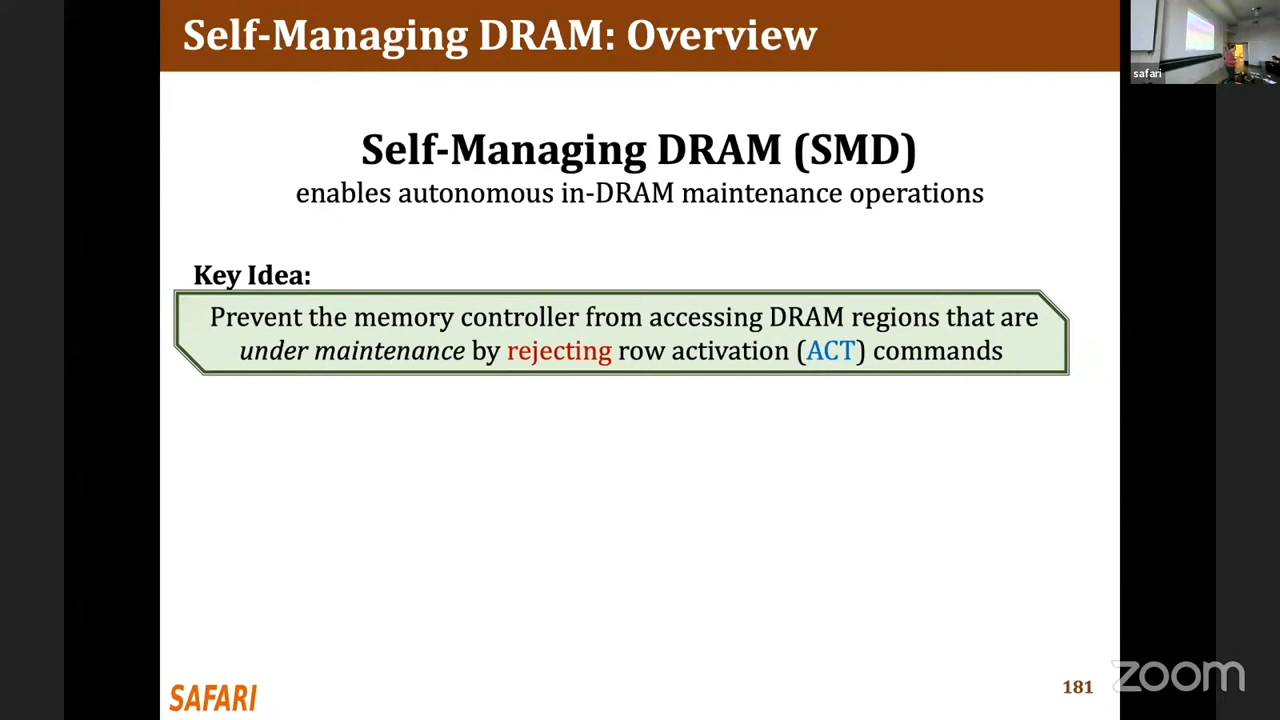 Self-Managing DRAM: Overview
safari
Self-Managing DRAM (SMD)
enables autonomous in-DRAM maintenance operations
Key Idea:
Prevent the memory controller from accessing DRAM regions that are
under maintenance by rejecting row activation (ACT) commands
SAFARI
181
zoom